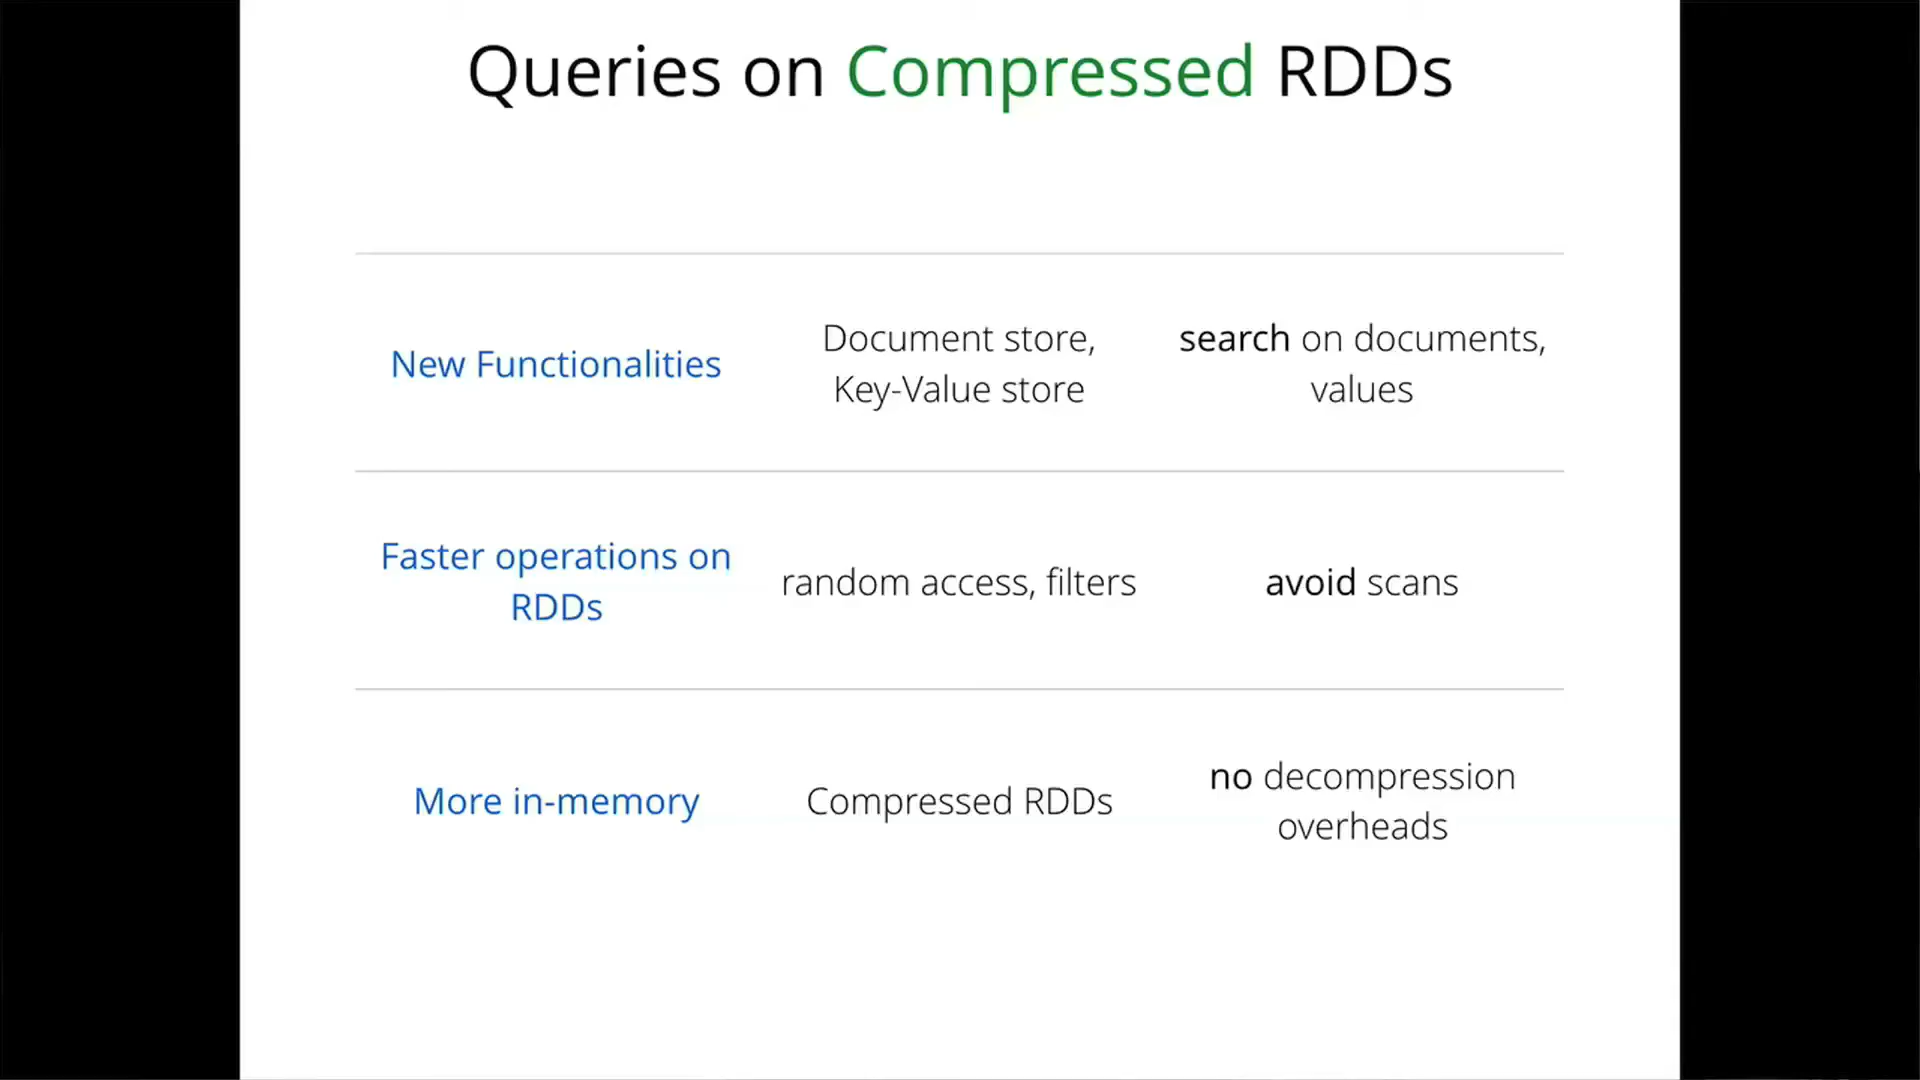 Queries on Compressed RDDs
New Functionalities
Document store,
Key-Value store
search on documents,
values
Faster operations on
RDDs
random access, filters
avoid scans
More in-memory
Compressed RDDs
no decompression
overheads